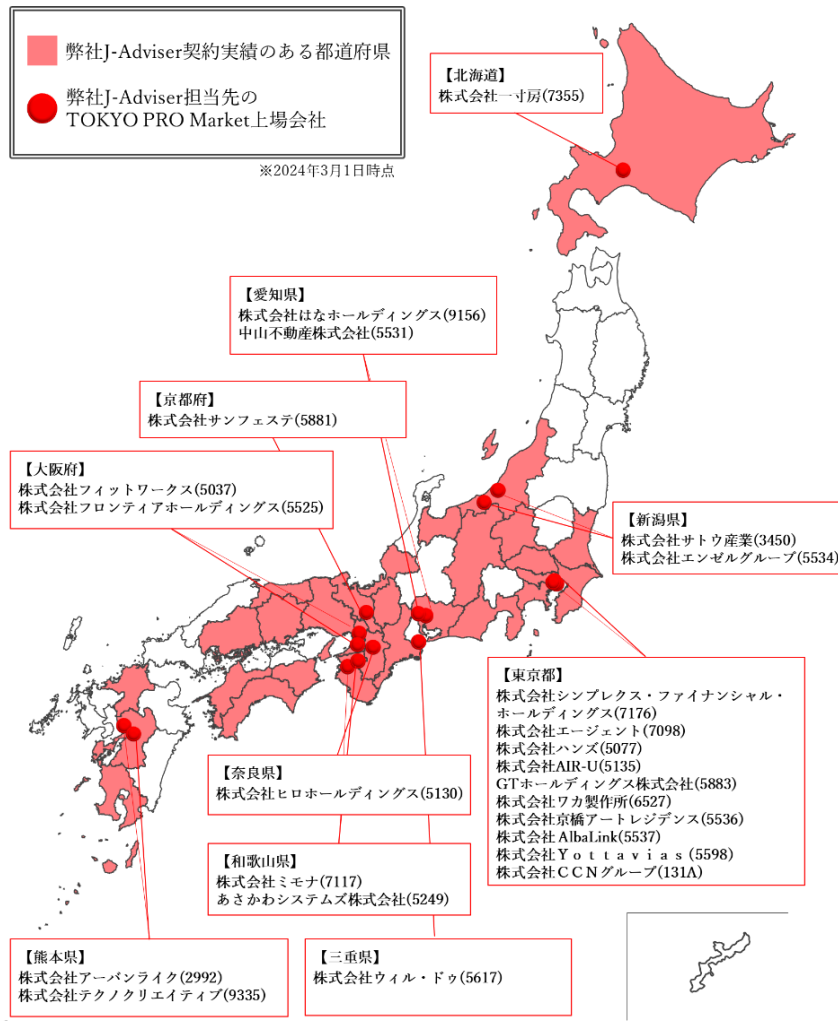 弊社J-Adviser契約実績のある都道府県
弊社J-Adviser担当先の
TOKYO PRO Market上場会社
※2024年3月1日時点
【北海道】
株式会社一寸房(7355)
【愛知県】
株式会社はなホールディングス(9156)
中山不動産株式会社(5531)
【京都府】
株式会社サンフェステ(5881)
【大阪府】
株式会社フィットワークス(5037)
株式会社フロンティアホールディングス(5525)
【新潟県】
株式会社サトウ産業(3450)
株式会社エンゼルグループ(5534)
【東京都】
株式会社シンプレクス・ファイナンシャル・
ホールディングス(7176)
株式会社エージェント(7098)
株式会社ハンズ(5077)
株式会社AIR-U(5135)
GTホールディングス株式会社(5883)
株式会社ワカ製作所(6527)
株式会社京橋アートレジデンス(5536)
株式会社AlbaLink(5537)
株式会社Ｙｏｔｔａｖｉａｓ(5598)
株式会社ＣＣＮグループ(131A)
【奈良県】
株式会社ヒロホールディングス(5130)
【和歌山県】
株式会社ミモナ(7117)
あさかわシステムズ株式会社(5249)
【熊本県】
株式会社アーバンライク(2992)
株式会社テクノクリエイティブ(9335)
【三重県】
株式会社ウィル・ドゥ(5617)